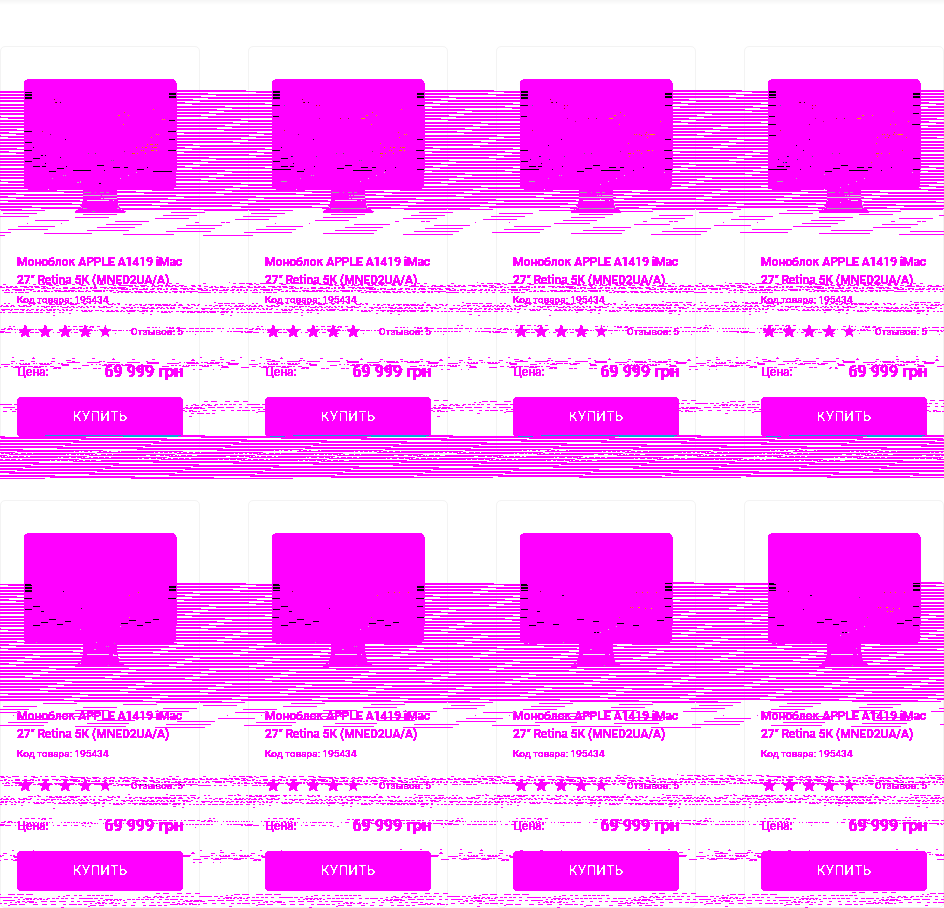 Моноблок APPLE A1419 iMac
27" Retina 5K (MNED2UA/A)
Код товара: 195434
Отзывов: 5
Цена: 69 999 грн
КУПИТЬ
Моноблок APPLE A1419 iMac
27" Retina 5K (MNED2UA/A)
Код товара: 195434
Отзывов: 5
Цена: 69 999 грн
КУПИТЬ
Моноблок APPLE A1419 iMac
27" Retina 5K (MNED2UA/A)
Код товара: 195434
Отзывов: 5
Цена: 69 999 грн
КУПИТЬ
Моноблок APPLE A1419 iMac
27" Retina 5K (MNED2UA/A)
Код товара: 195434
Отзывов: 5
Цена: 69 999 грн
КУПИТЬ
Моноблок APPLE A1419 iMac
27" Retina 5K (MNED2UA/A)
Код товара: 195434
Отзывов: 5
Цена: 69 999 грн
КУПИТЬ
Моноблок APPLE A1419 iMac
27" Retina 5K (MNED2UA/A)
Код товара: 195434
Отзывов: 5
Цена: 69 999 грн
КУПИТЬ
Моноблок APPLE A1419 iMac
27" Retina 5K (MNED2UA/A)
Код товара: 195434
Отзывов: 5
Цена: 69 999 грн
КУПИТЬ
Моноблок APPLE A1419 iMac
27" Retina 5K (MNED2UA/A)
Код товара: 195434
Отзывов: 5
Цена: 69 999 грн
КУПИТЬ